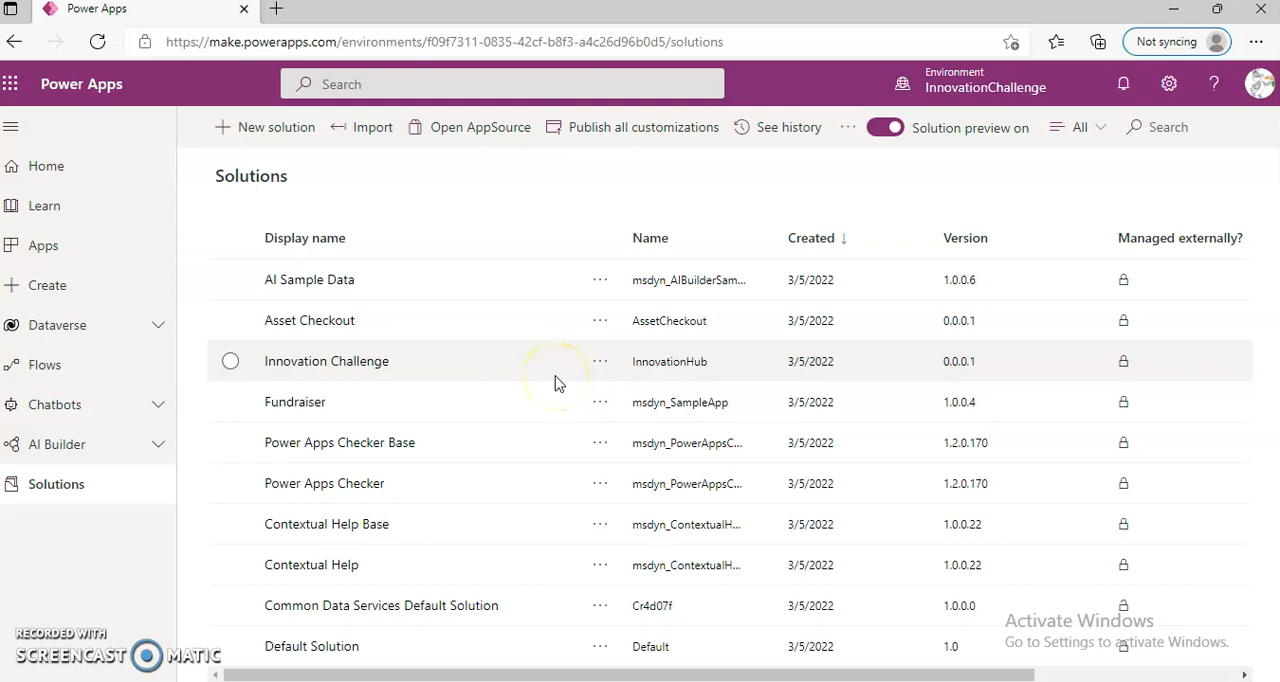 Power Apps
https://make.powerapps.com/environments/f09f7311-0835-42cf-b8f3-a4c26d96b0d5/solutions
Not syncing
Power Apps
Search
Environment
InnovationChallenge
New solution
Import
Open AppSource
Publish all customizations
See history
Solution preview on
All
Search
Home
Learn
Apps
Create
Dataverse
Flows
Chatbots
AI Builder
Solutions
Solutions
Display name Name Created ↓ Version Managed externally?
AI Sample Data ··· msdyn_AIBuilderSam... 3/5/2022 1.0.0.6
Asset Checkout ··· AssetCheckout 3/5/2022 0.0.0.1
Innovation Challenge ··· InnovationHub 3/5/2022 0.0.0.1
Fundraiser ··· msdyn_SampleApp 3/5/2022 1.0.0.4
Power Apps Checker Base ··· msdyn_PowerAppsC... 3/5/2022 1.2.0.170
Power Apps Checker ··· msdyn_PowerAppsC... 3/5/2022 1.2.0.170
Contextual Help Base ··· msdyn_ContextualH... 3/5/2022 1.0.0.22
Contextual Help ··· msdyn_ContextualH... 3/5/2022 1.0.0.22
Common Data Services Default Solution ··· Cr4d07f 3/5/2022 1.0.0.0
Default Solution ··· Default 3/5/2022 1.0
Activate Windows
Go to Settings to activate Windows.
RECORDED WITH
SCREENCAST MATIC